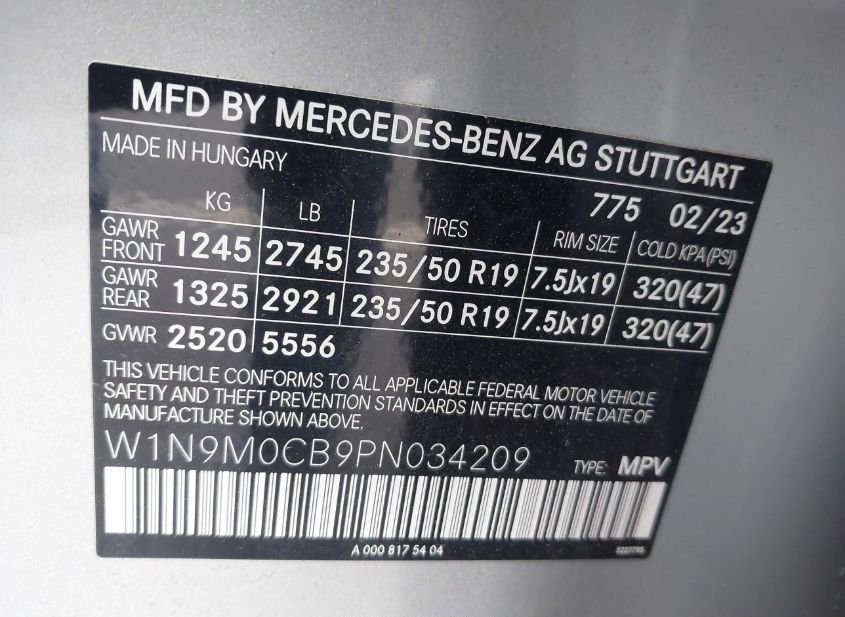 MFD BY MERCEDES-BENZ AG STUTTGART
MADE IN HUNGARY
775 02/23
KG LB TIRES RIM SIZE COLD KPA(PSI)
GAWR FRONT 1245 2745 235/50 R19 7.5Jx19 320(47)
GAWR REAR 1325 2921 235/50 R19 7.5Jx19 320(47)
GVWR 2520 5556
THIS VEHICLE CONFORMS TO ALL APPLICABLE FEDERAL MOTOR VEHICLE
SAFETY AND THEFT PREVENTION STANDARDS IN EFFECT ON THE DATE OF
MANUFACTURE SHOWN ABOVE.
W1N9M0CB9PN034209 TYPE: MPV
A 000 817 54 04